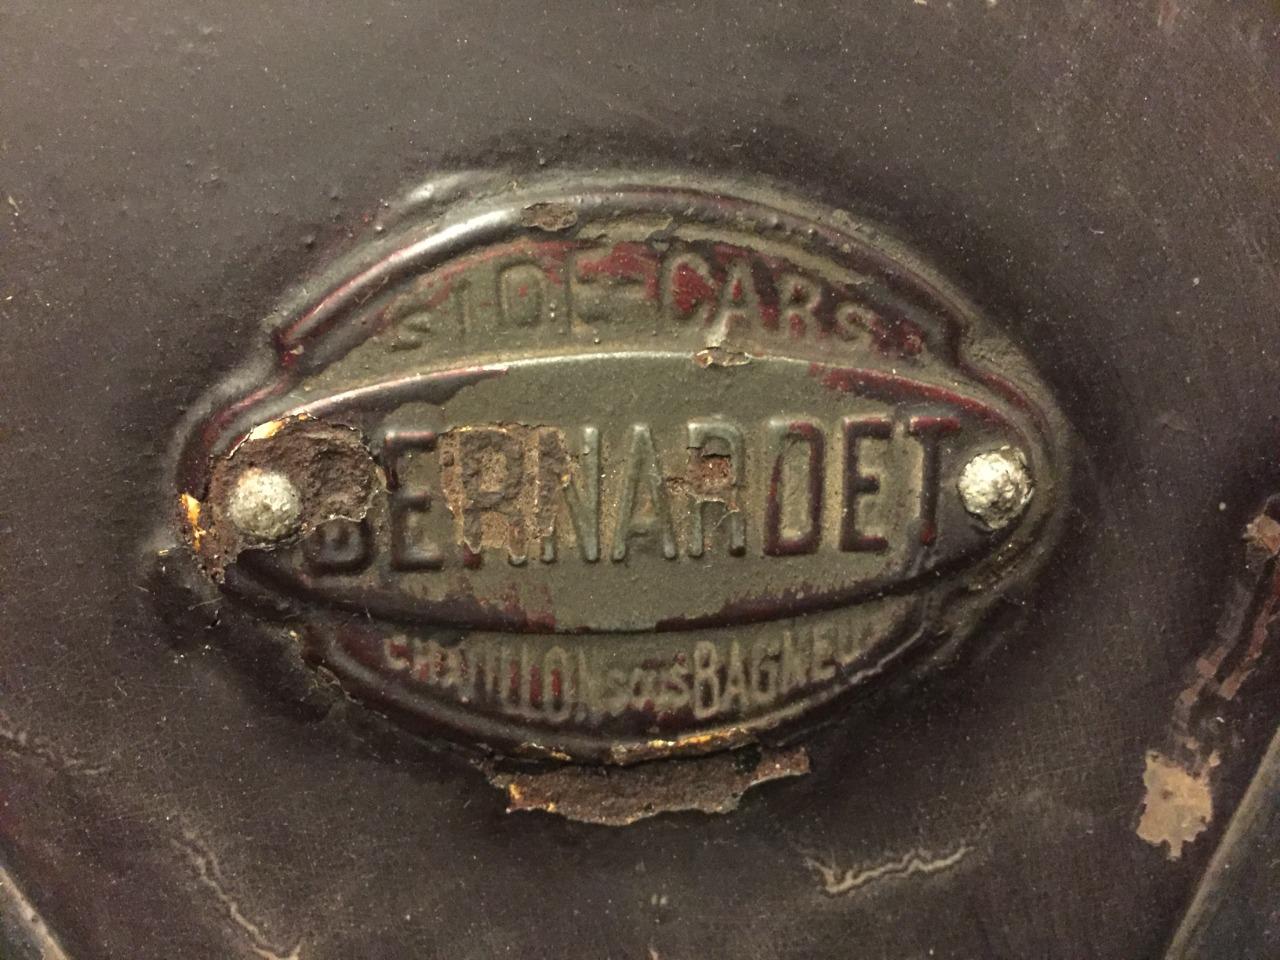 SIDE-CARS
BERNARDET
CHATILLON SOUS BAGNEUX